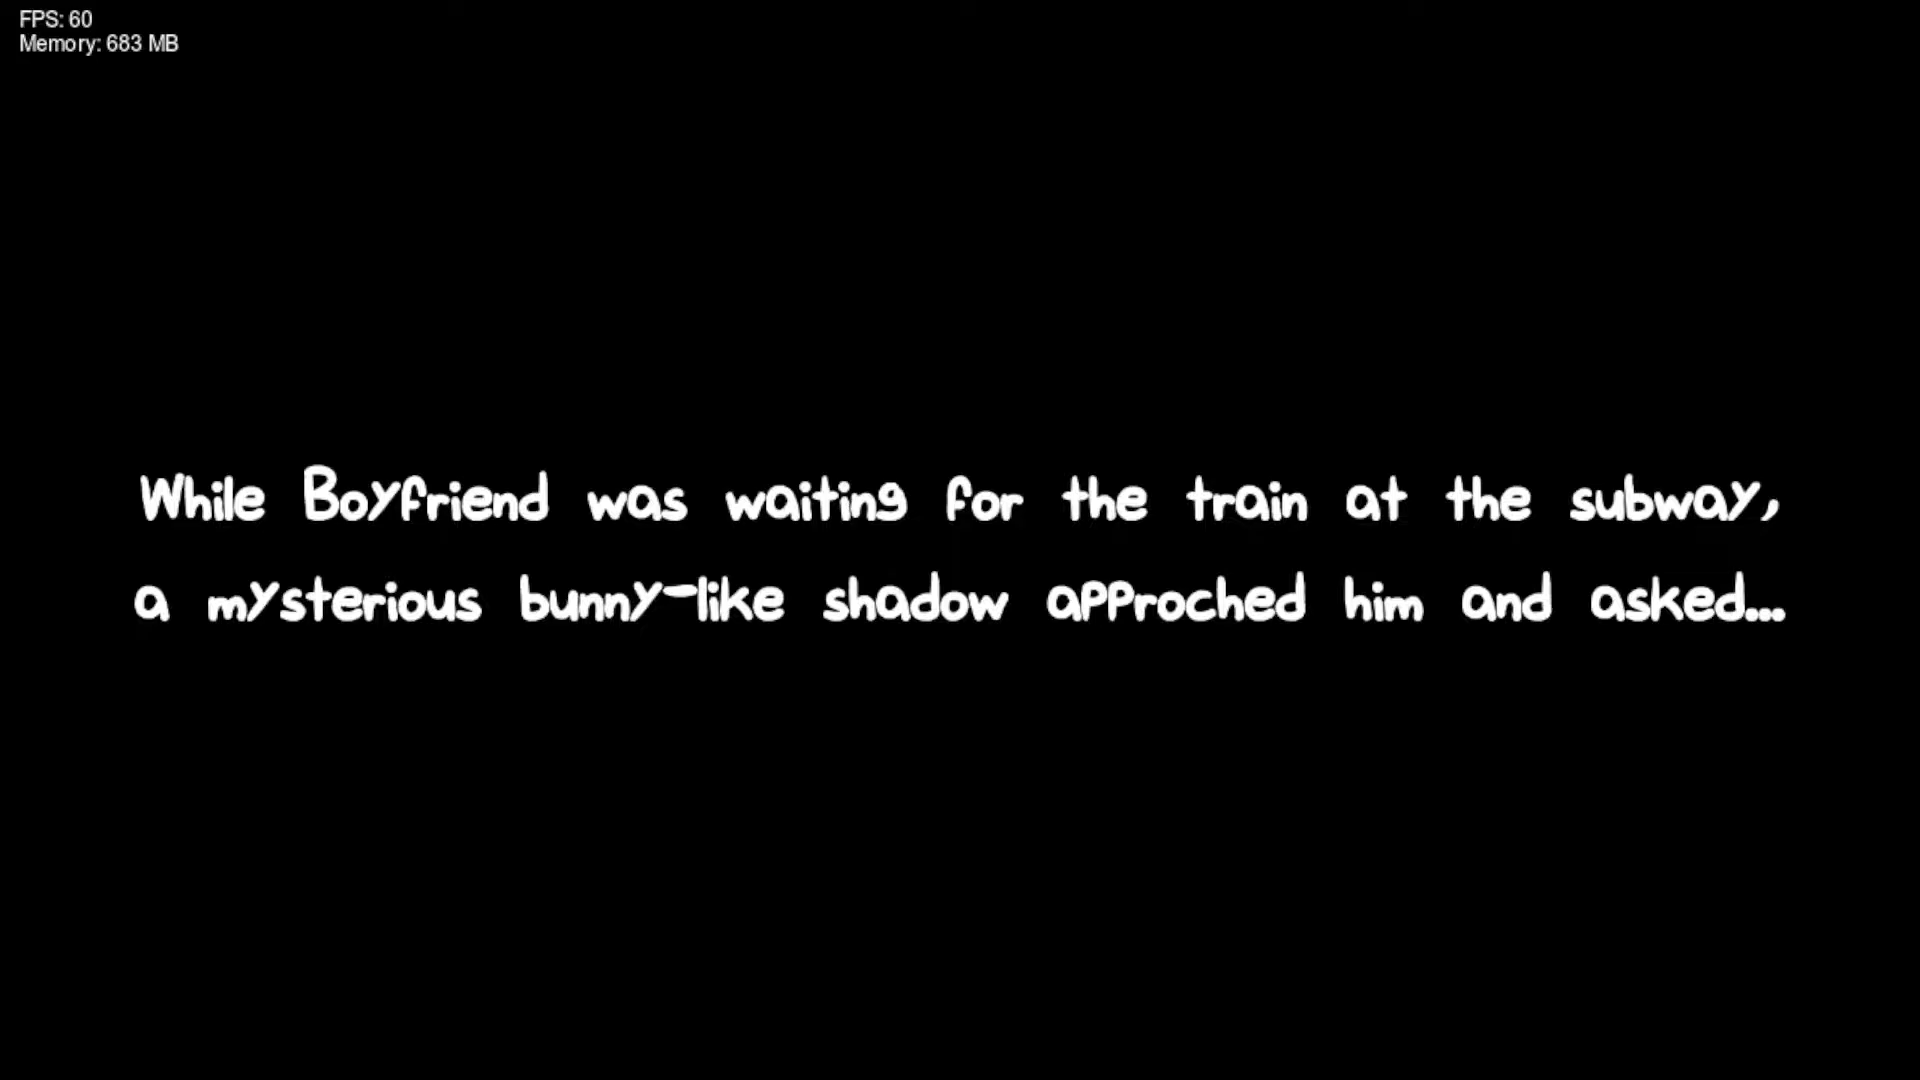 FPS: 60
Memory: 683 MB
While Boyfriend was waiting for the train at the subway,
a mysterious bunny-like shadow approched him and asked...